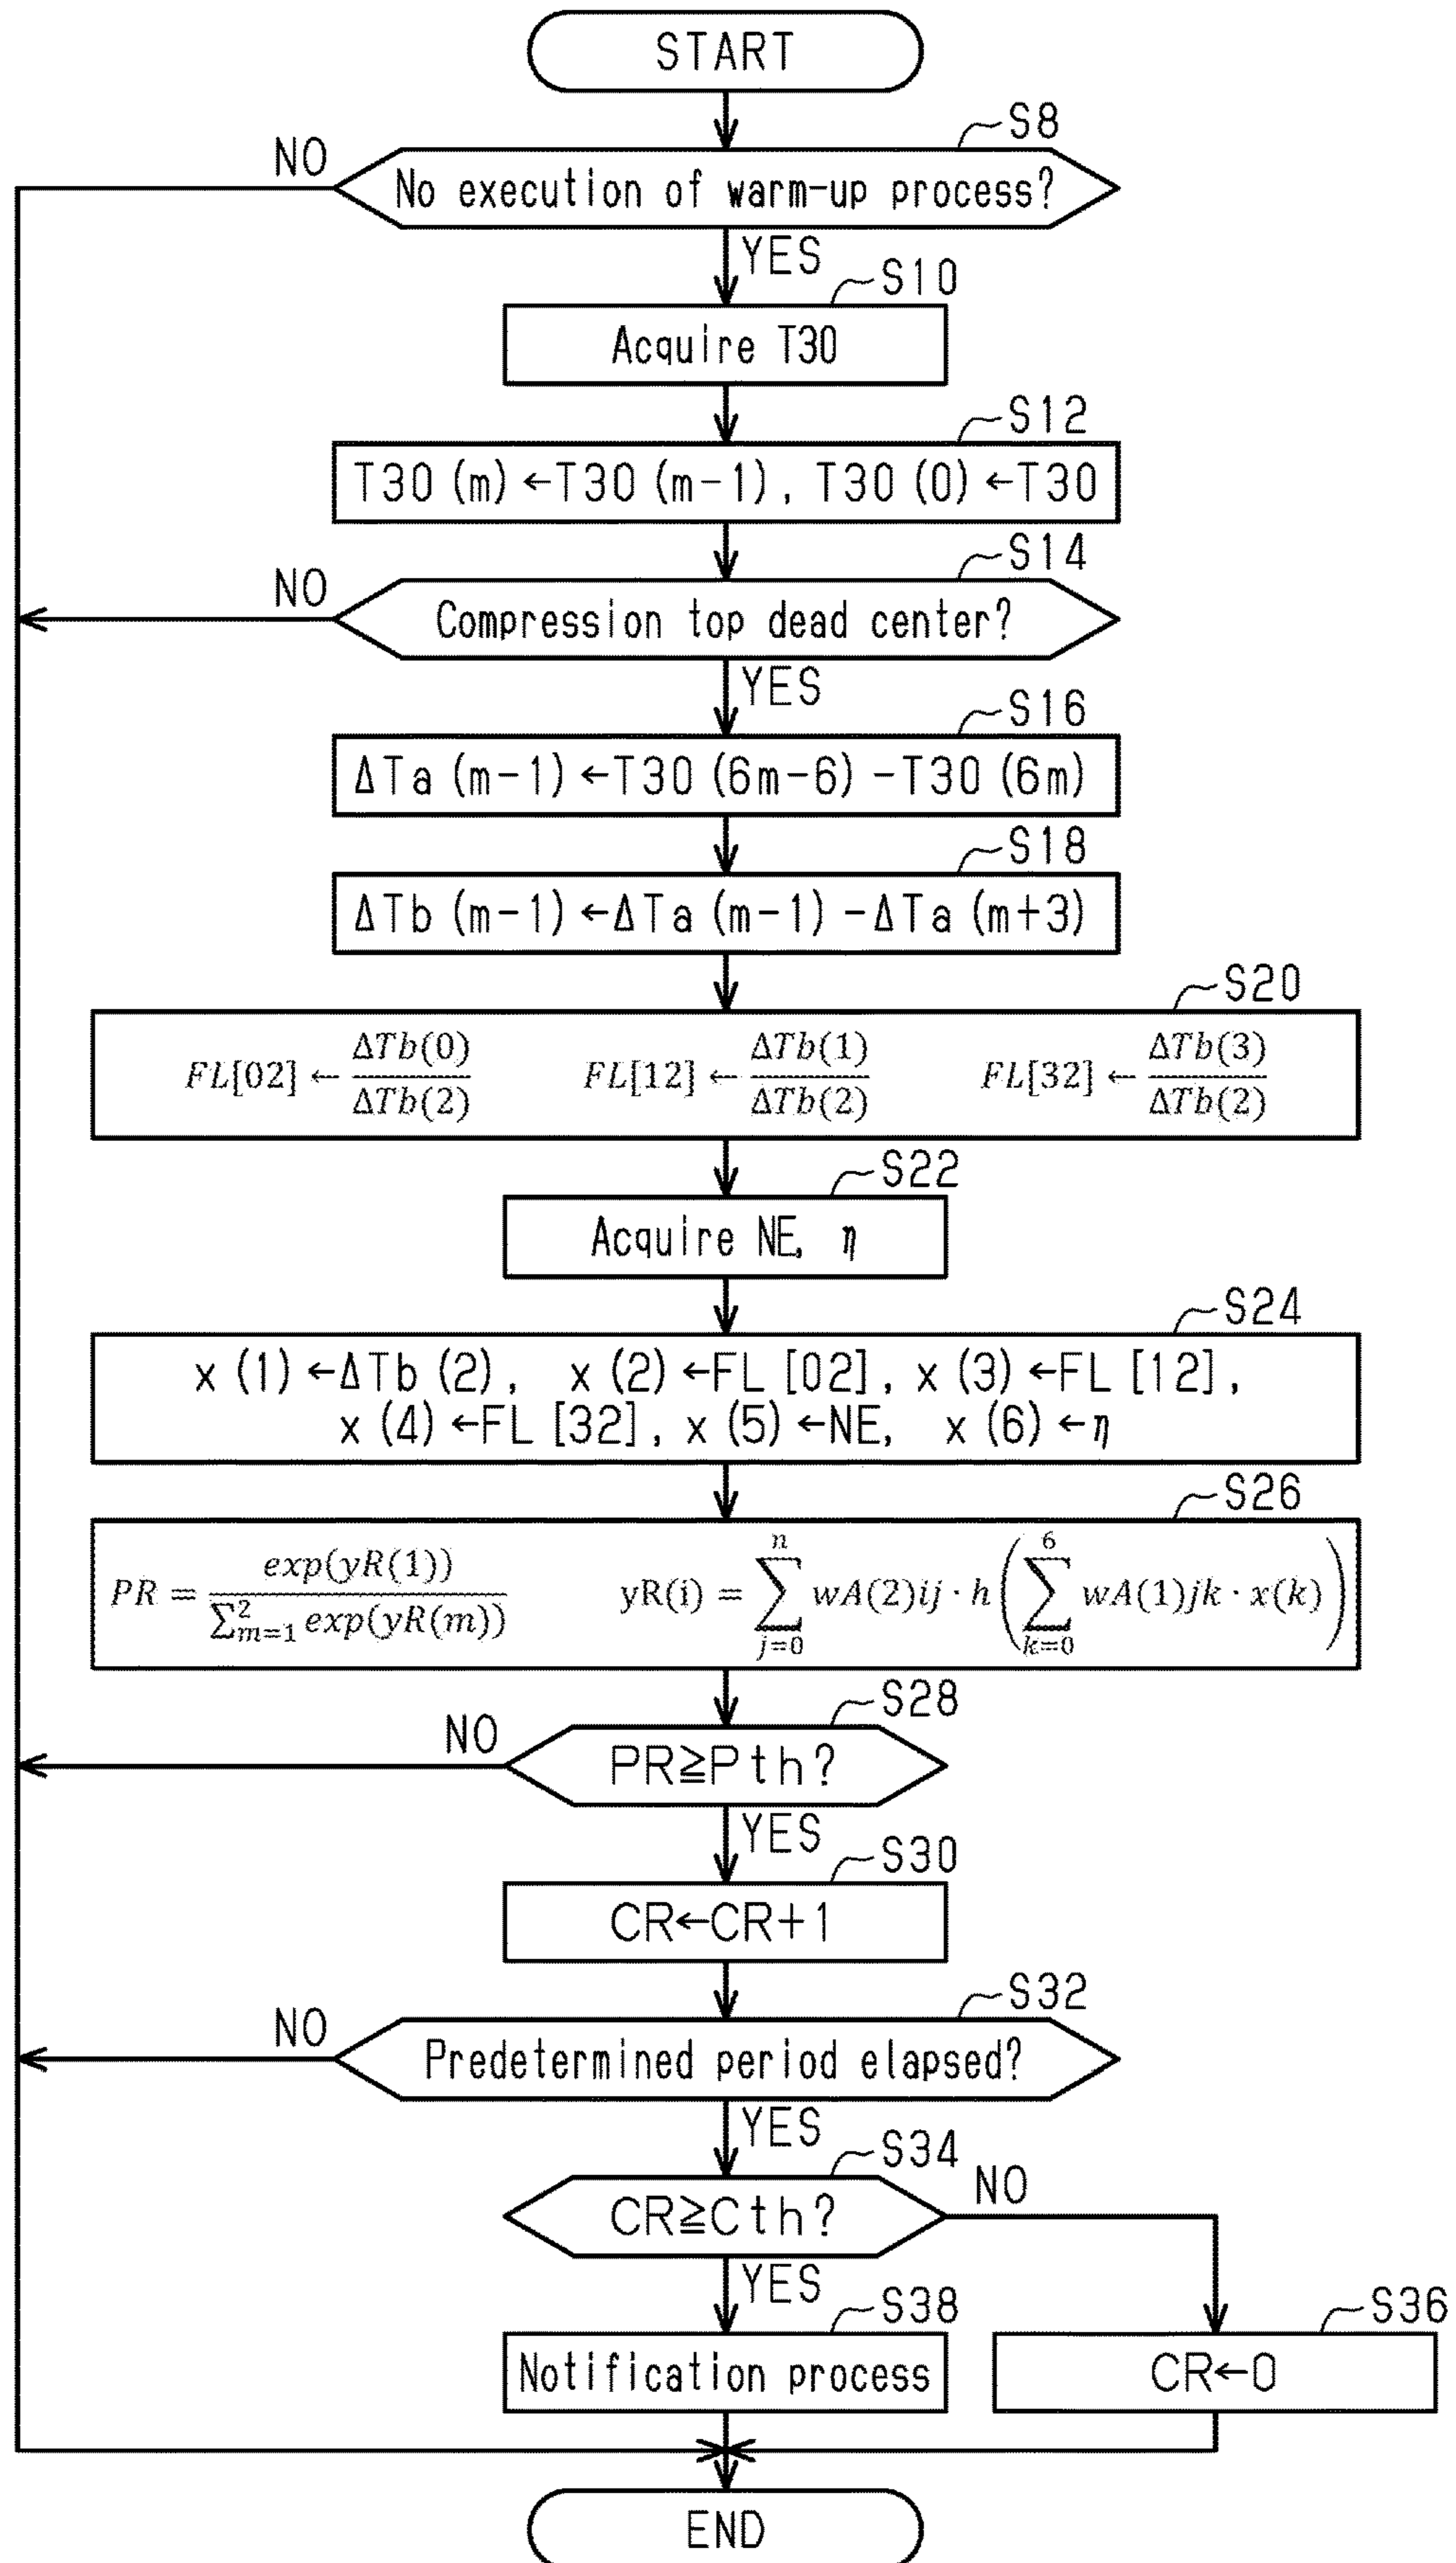 START
S8
NO
No execution of warm-up process?
YES
S10
Acquire T30
S12
T30 (m) ←T30 (m-1), T30 (0) ←T30
S14
NO
Compression top dead center?
YES
S16
ΔTa (m-1) ←T30 (6m-6) -T30 (6m)
S18
ΔTb (m-1) ←ΔTa (m-1) -ΔTa (m+3)
S20
FL[02] ← ΔTb(0)/ΔTb(2) FL[12] ← ΔTb(1)/ΔTb(2) FL[32] ← ΔTb(3)/ΔTb(2)
S22
Acquire NE, η
S24
x (1) ←ΔTb (2), x (2) ←FL [02], x (3) ←FL [12],
x (4) ←FL [32], x (5) ←NE, x (6) ←η
S26
PR = exp(yR(1))/∑_{m=1}^{2} exp(yR(m)) yR(i) = ∑_{j=0}^{n} wA(2)ij · h(∑_{k=0}^{6} wA(1)jk · x(k))
S28
NO
PR≧Pth?
YES
S30
CR←CR+1
S32
NO
Predetermined period elapsed?
YES
S34
CR≧Cth?
NO
YES
S38
Notification process
S36
CR←0
END